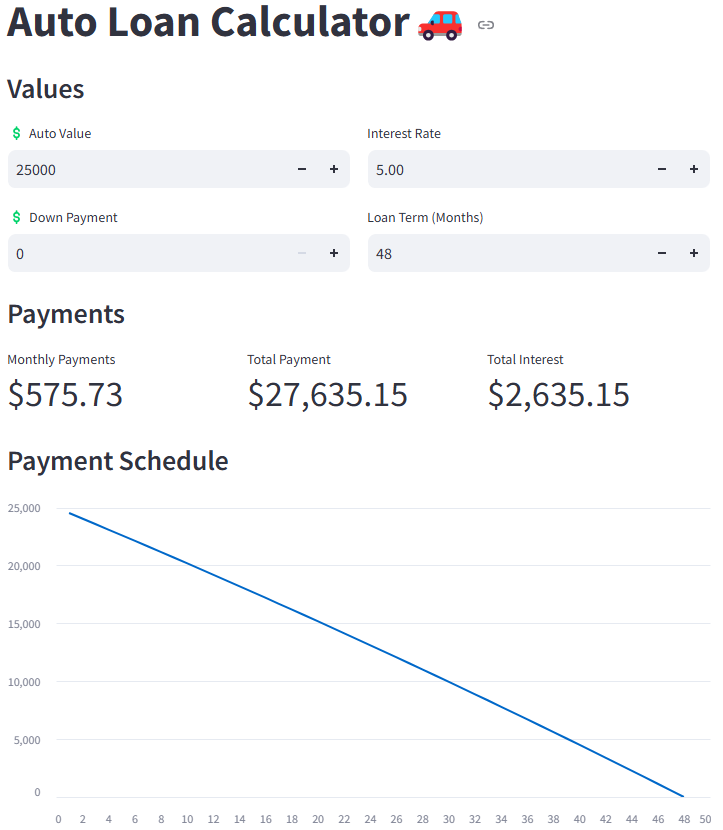 Auto Loan Calculator 🚗
Values
$ Auto Value Interest Rate
25000 − + 5.00 − +
$ Down Payment Loan Term (Months)
0 − + 48 − +
Payments
Monthly Payments Total Payment Total Interest
$575.73 $27,635.15 $2,635.15
Payment Schedule
25,000
20,000
15,000
10,000
5,000
0
0 2 4 6 8 10 12 14 16 18 20 22 24 26 28 30 32 34 36 38 40 42 44 46 48 50